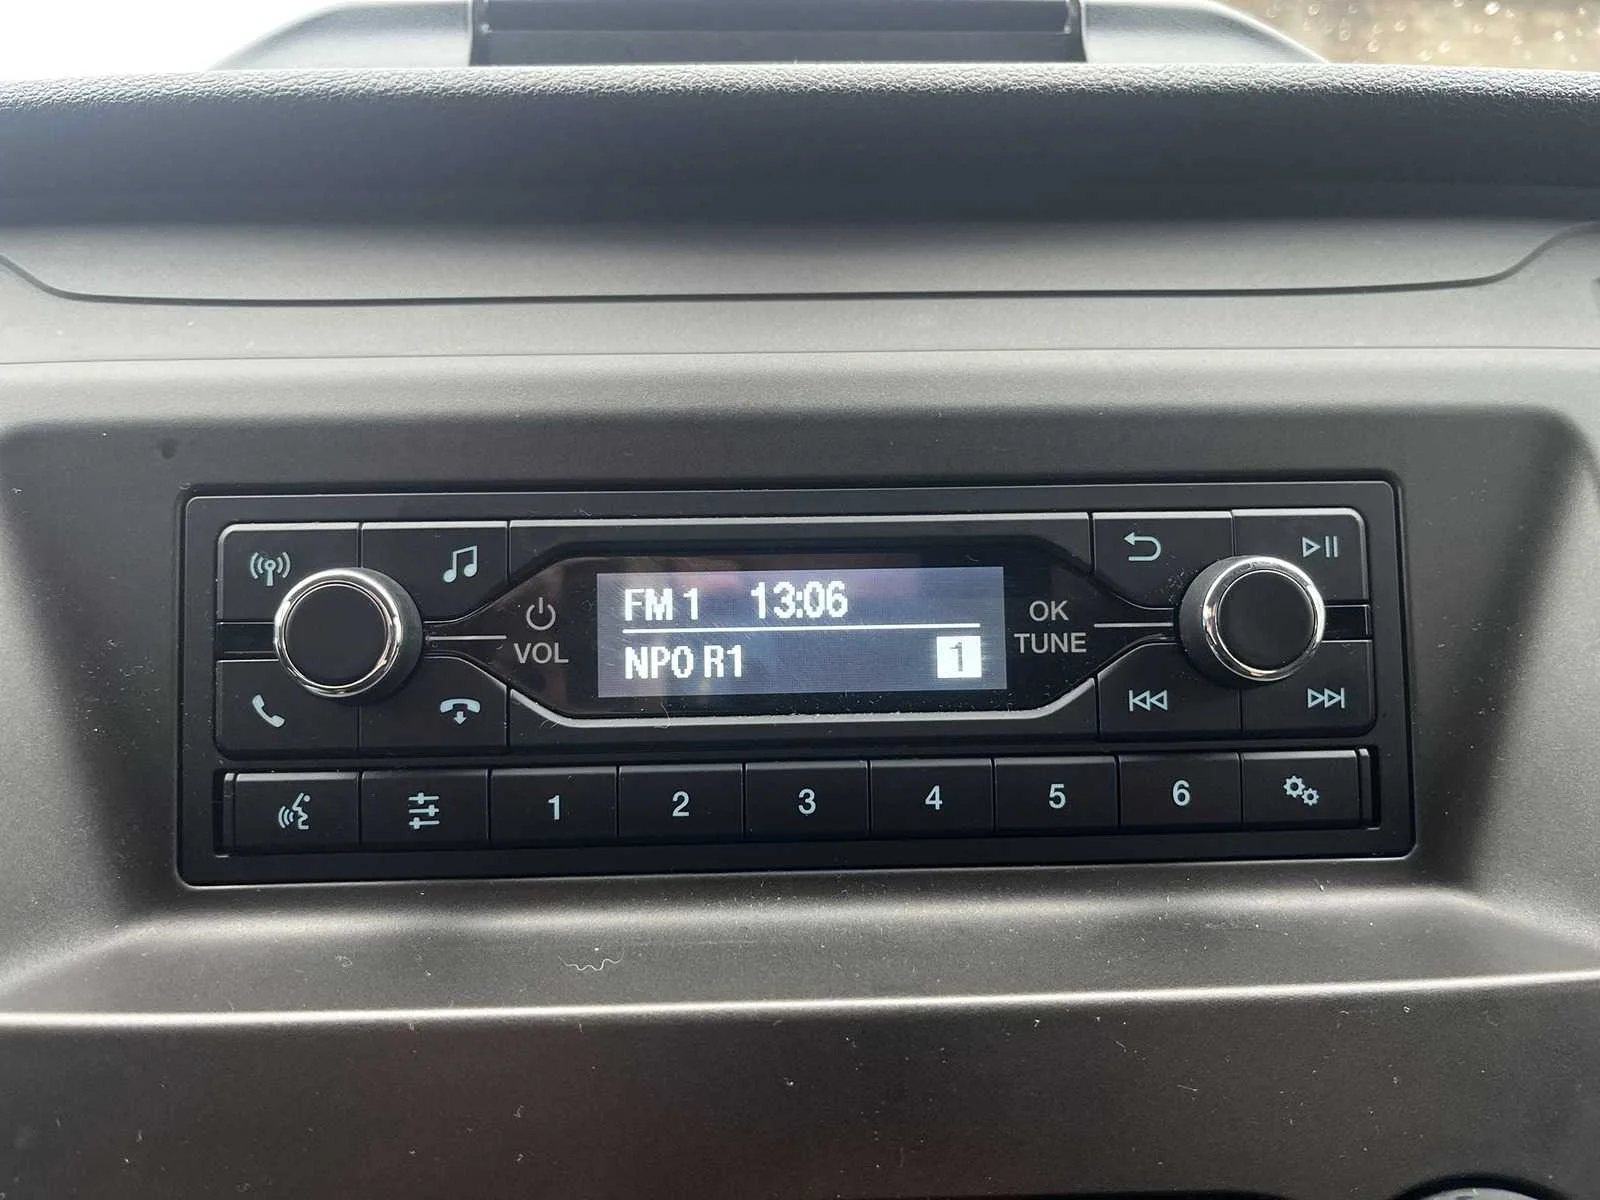 FM 1 13:06
VOL
NPO R1 1
OK
TUNE
1 2 3 4 5 6